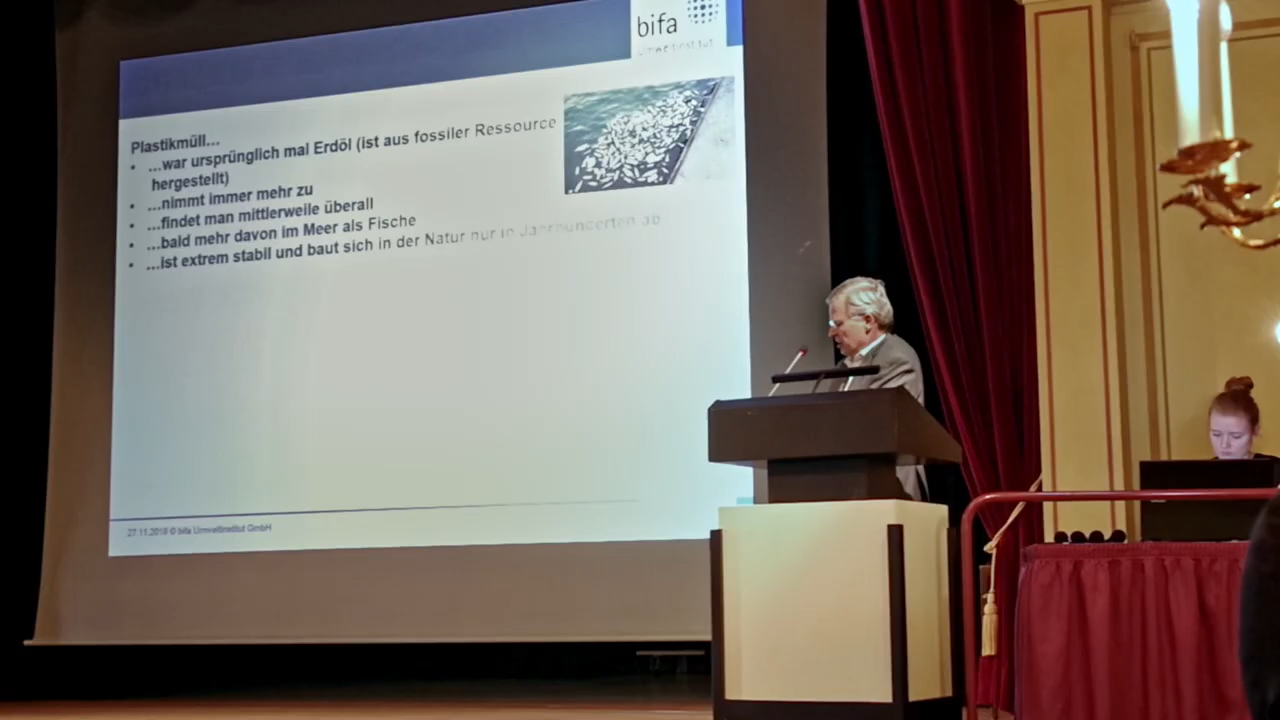 bifa
Umweltinstitut
Plastikmüll...
• ...war ursprünglich mal Erdöl (ist aus fossiler Ressource
hergestellt)
• ...nimmt immer mehr zu
• ...findet man mittlerweile überall
• ...bald mehr davon im Meer als Fische
• ...ist extrem stabil und baut sich in der Natur nur in Jahrhunderten ab
27.11.2018 © bifa Umweltinstitut GmbH